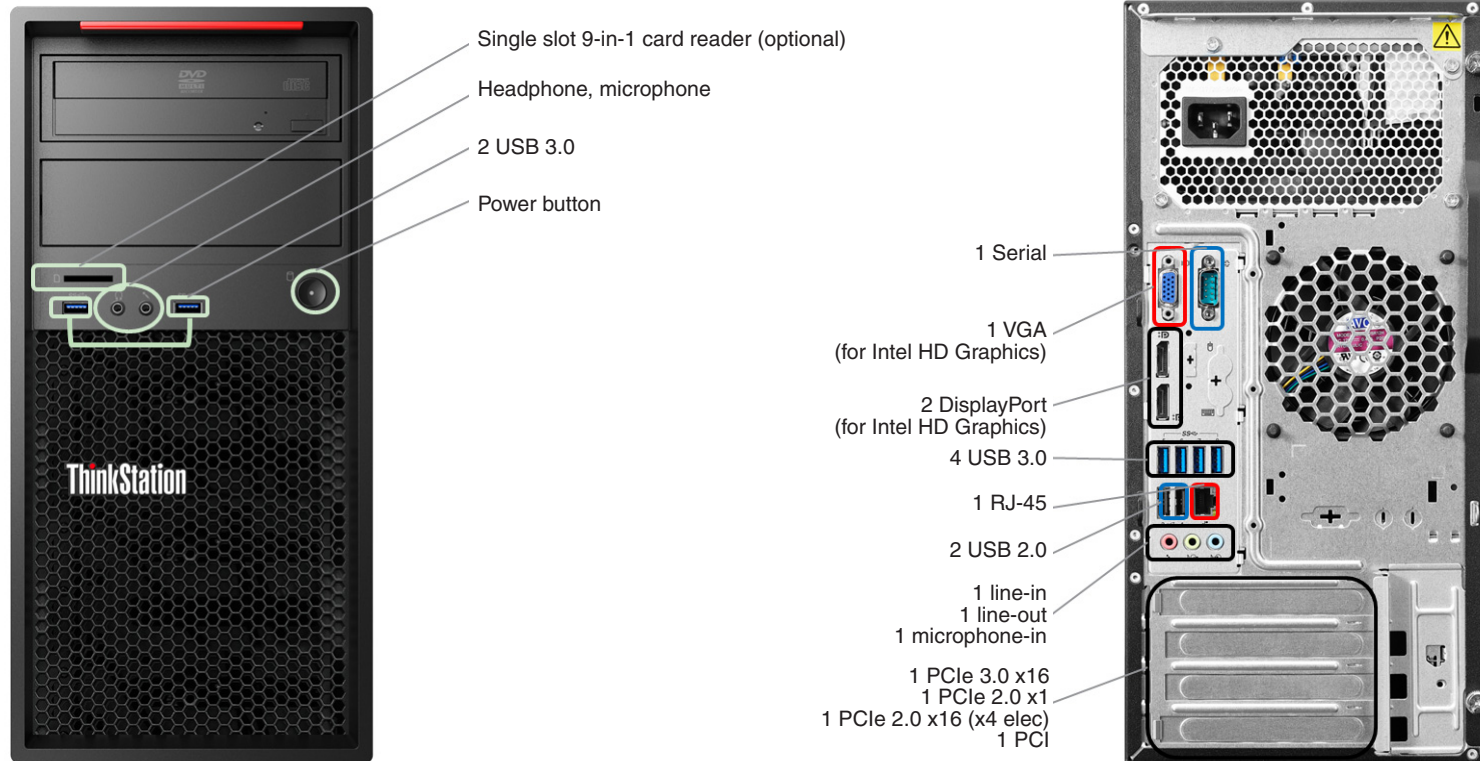 Single slot 9-in-1 card reader (optional)
Headphone, microphone
2 USB 3.0
Power button
DVD
ThinkStation
1 Serial
1 VGA
(for Intel HD Graphics)
2 DisplayPort
(for Intel HD Graphics)
4 USB 3.0
1 RJ-45
2 USB 2.0
1 line-in
1 line-out
1 microphone-in
1 PCIe 3.0 x16
1 PCIe 2.0 x1
1 PCIe 2.0 x16 (x4 elec)
1 PCI